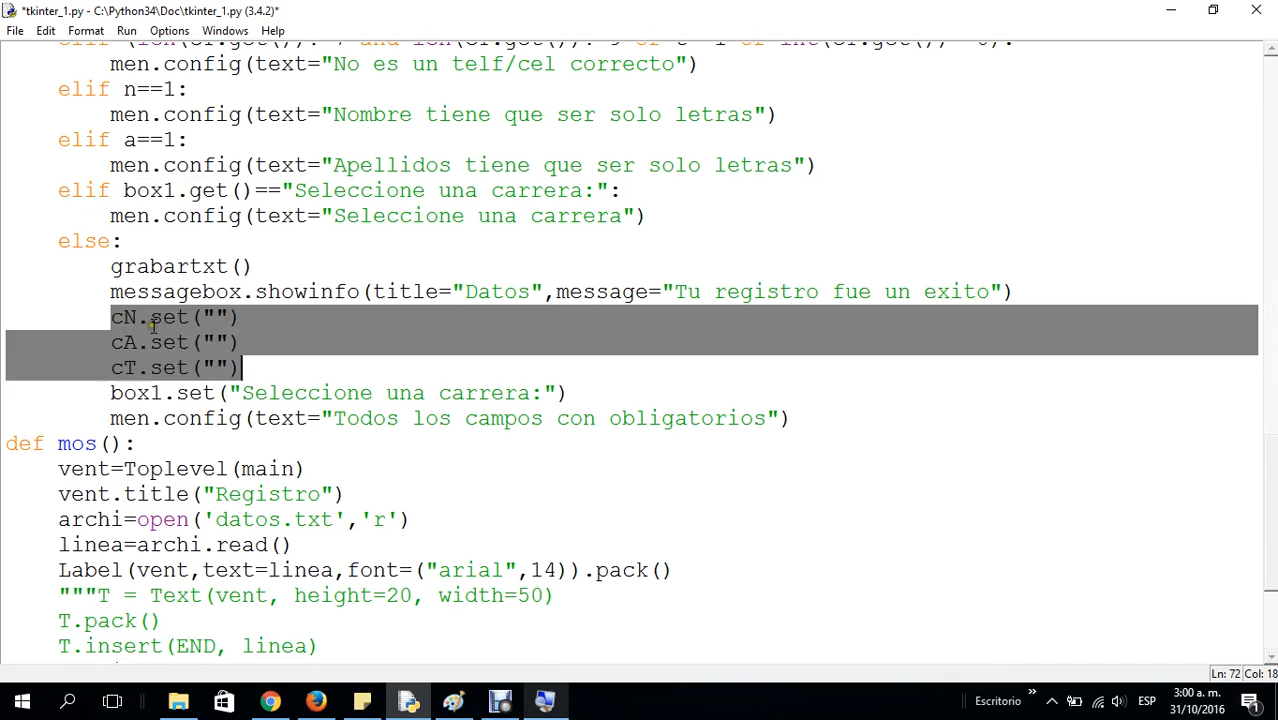 *tkinter_1.py - C:\Python34\Doc\tkinter_1.py (3.4.2)*
File Edit Format Run Options Windows Help
men.config(text="No es un telf/cel correcto")
elif n==1:
men.config(text="Nombre tiene que ser solo letras")
elif a==1:
men.config(text="Apellidos tiene que ser solo letras")
elif box1.get()=="Seleccione una carrera:":
men.config(text="Seleccione una carrera")
else:
grabartxt()
messagebox.showinfo(title="Datos",message="Tu registro fue un exito")
cN.set("")
cA.set("")
cT.set("")
box1.set("Seleccione una carrera:")
men.config(text="Todos los campos con obligatorios")
def mos():
vent=Toplevel(main)
vent.title("Registro")
archi=open('datos.txt','r')
linea=archi.read()
Label(vent,text=linea,font=("arial",14)).pack()
"""T = Text(vent, height=20, width=50)
T.pack()
T.insert(END, linea)
Ln: 72 Col: 18
Escritorio
ESP
3:00 a. m.
31/10/2016